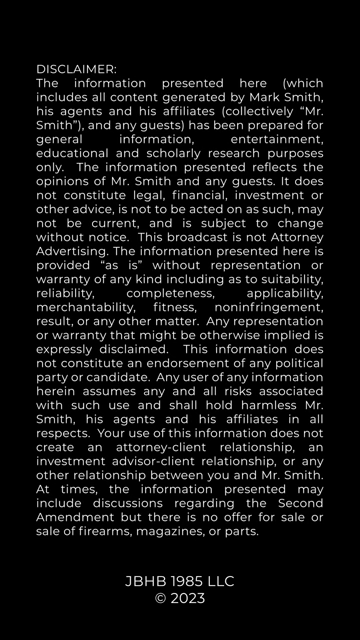 DISCLAIMER:
The information presented here (which
includes all content generated by Mark Smith,
his agents and his affiliates (collectively “Mr.
Smith”), and any guests) has been prepared for
general information, entertainment,
educational and scholarly research purposes
only. The information presented reflects the
opinions of Mr. Smith and any guests. It does
not constitute legal, financial, investment or
other advice, is not to be acted on as such, may
not be current, and is subject to change
without notice. This broadcast is not Attorney
Advertising. The information presented here is
provided “as is” without representation or
warranty of any kind including as to suitability,
reliability, completeness, applicability,
merchantability, fitness, noninfringement,
result, or any other matter. Any representation
or warranty that might be otherwise implied is
expressly disclaimed. This information does
not constitute an endorsement of any political
party or candidate. Any user of any information
herein assumes any and all risks associated
with such use and shall hold harmless Mr.
Smith, his agents and his affiliates in all
respects. Your use of this information does not
create an attorney-client relationship, an
investment advisor-client relationship, or any
other relationship between you and Mr. Smith.
At times, the information presented may
include discussions regarding the Second
Amendment but there is no offer for sale or
sale of firearms, magazines, or parts.
JBHB 1985 LLC
© 2023